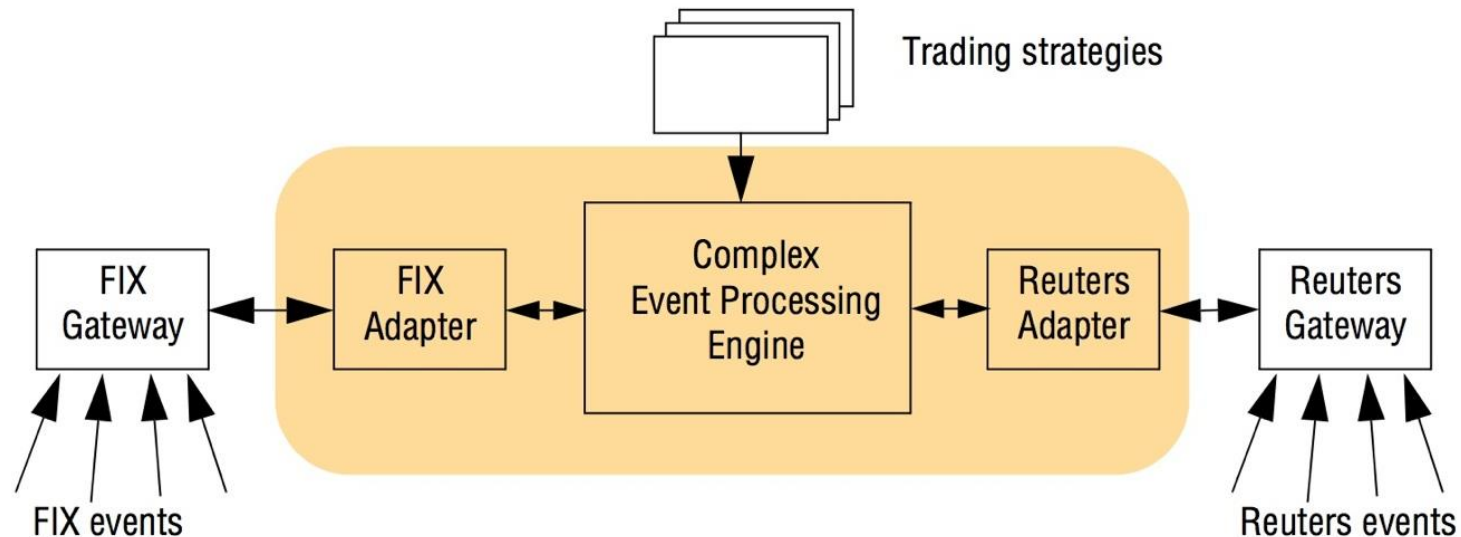 Trading strategies
FIX
Gateway
FIX
Adapter
Complex
Event Processing
Engine
Reuters
Adapter
Reuters
Gateway
FIX events
Reuters events